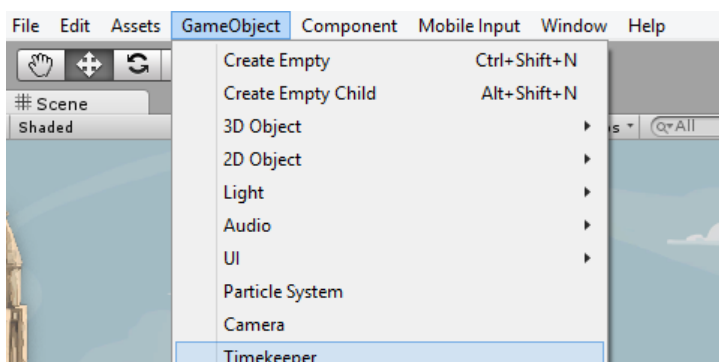 File Edit Assets GameObject Component Mobile Input Window Help
Create Empty Ctrl+Shift+N
Create Empty Child Alt+Shift+N
# Scene
Shaded
3D Object
All
2D Object
Light
Audio
UI
Particle System
Camera
Timekeeper